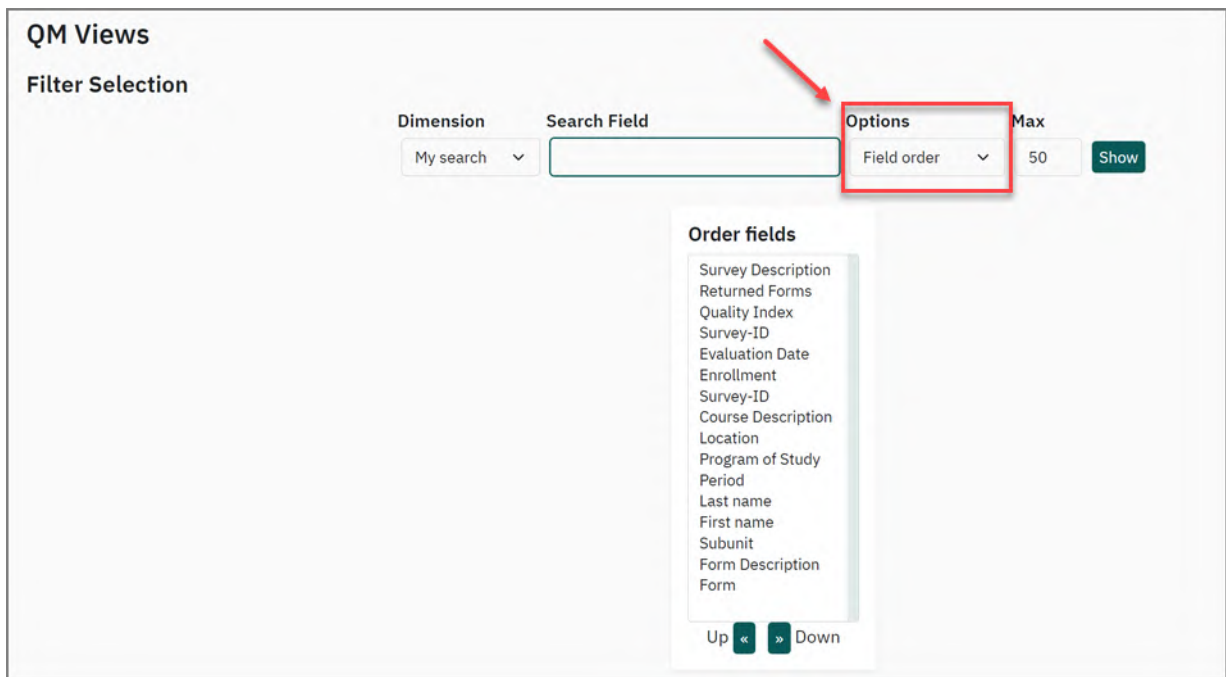 QM Views
Filter Selection
Dimension Search Field Options Max
My search Field order 50 Show
Order fields
Survey Description
Returned Forms
Quality Index
Survey-ID
Evaluation Date
Enrollment
Survey-ID
Course Description
Location
Program of Study
Period
Last name
First name
Subunit
Form Description
Form
Up « » Down